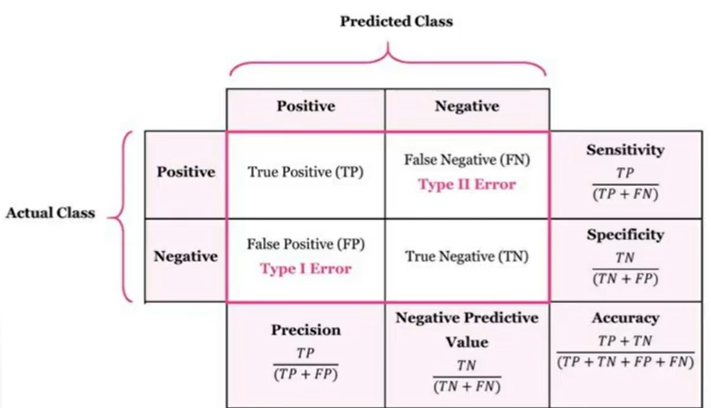 Predicted Class
Positive
Negative
Actual Class
Positive
True Positive (TP)
False Negative (FN)
Type II Error
Sensitivity
TP
(TP + FN)
Negative
False Positive (FP)
Type I Error
True Negative (TN)
Specificity
TN
(TN + FP)
Precision
TP
(TP + FP)
Negative Predictive
Value
TN
(TN + FN)
Accuracy
TP + TN
(TP + TN + FP + FN)